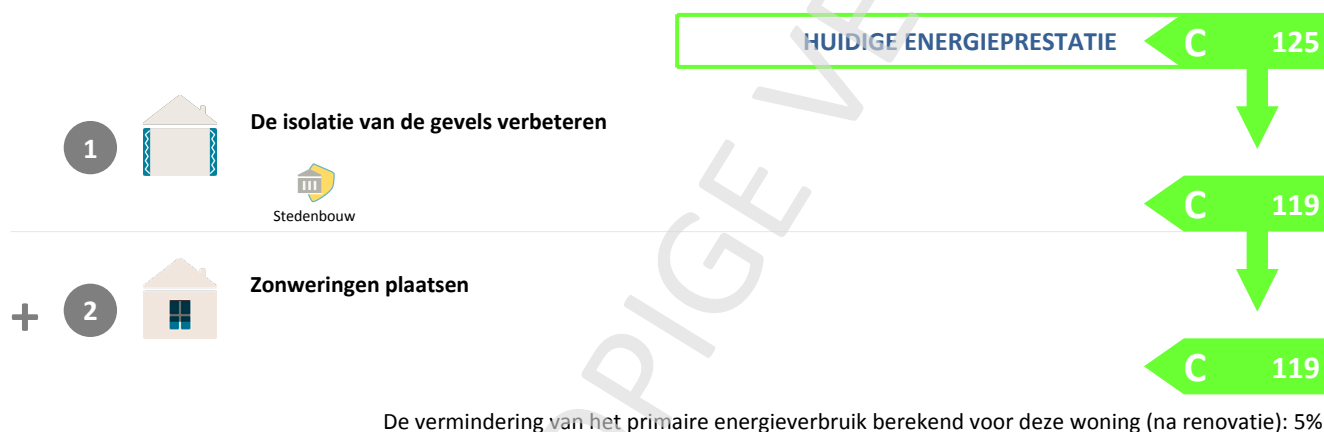 HUIDIGE ENERGIEPRESTATIE C 125
1 De isolatie van de gevels verbeteren
Stedenbouw
C 119
+ 2 Zonweringen plaatsen
C 119
De vermindering van het primaire energieverbruik berekend voor deze woning (na renovatie): 5%